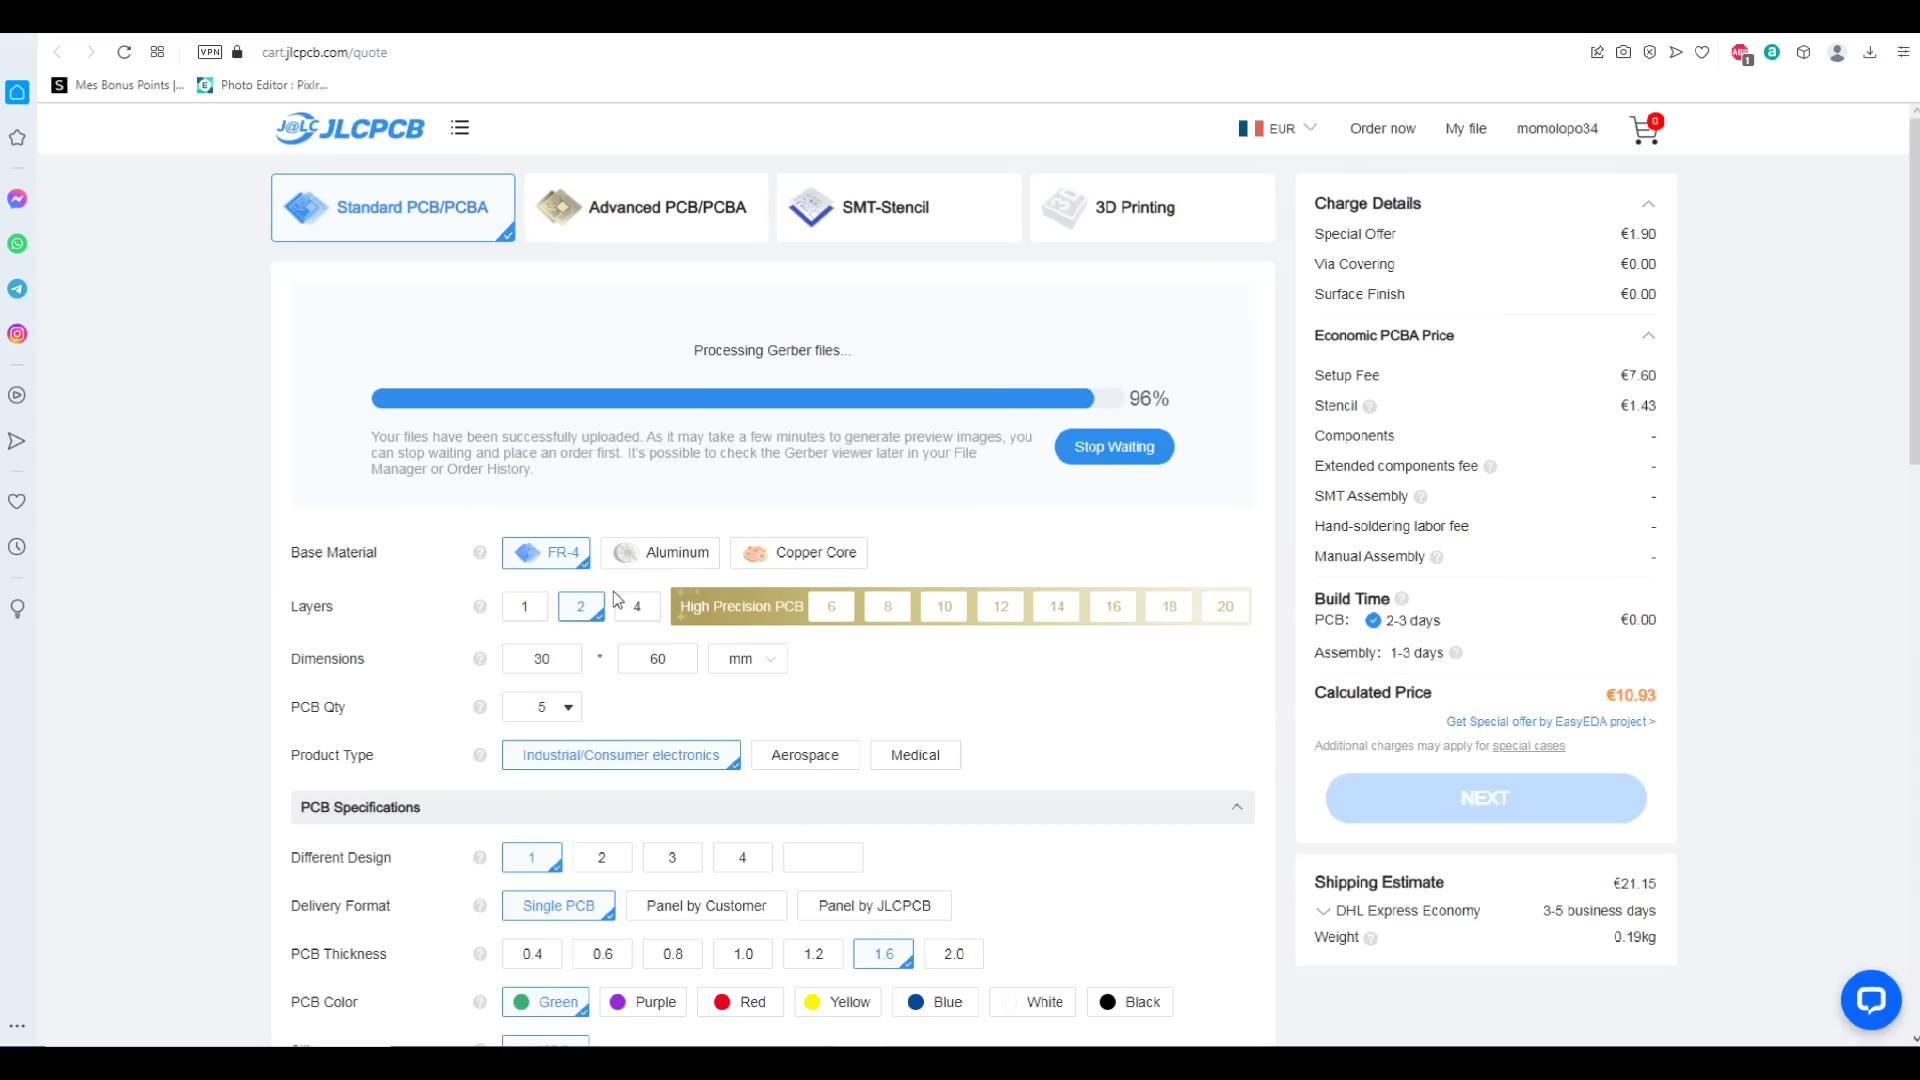 VPN cart.jlcpcb.com/quote
ABP 1 a
S Mes Bonus Points |... E Photo Editor : Pixlr...
J@LC JLCPCB EUR Order now My file momolopo34 0
Standard PCB/PCBA Advanced PCB/PCBA SMT-Stencil 3D Printing
Processing Gerber files...
96%
Your files have been successfully uploaded. As it may take a few minutes to generate preview images, you
can stop waiting and place an order first. It's possible to check the Gerber viewer later in your File
Manager or Order History.
Stop Waiting
Base Material ? FR-4 Aluminum Copper Core
Layers ? 1 2 4 High Precision PCB 6 8 10 12 14 16 18 20
Dimensions ? 30 * 60 mm
PCB Qty ? 5
Product Type ? Industrial/Consumer electronics Aerospace Medical
PCB Specifications
Different Design ? 1 2 3 4
Delivery Format ? Single PCB Panel by Customer Panel by JLCPCB
PCB Thickness ? 0.4 0.6 0.8 1.0 1.2 1.6 2.0
PCB Color ? Green Purple Red Yellow Blue White Black
Charge Details
Special Offer €1.90
Via Covering €0.00
Surface Finish €0.00
Economic PCBA Price
Setup Fee €7.60
Stencil ? €1.43
Components -
Extended components fee ? -
SMT Assembly ? -
Hand-soldering labor fee -
Manual Assembly ? -
Build Time ?
PCB: 2-3 days €0.00
Assembly: 1-3 days ?
Calculated Price €10.93
Get Special offer by EasyEDA project >
Additional charges may apply for special cases
NEXT
Shipping Estimate €21.15
DHL Express Economy 3-5 business days
Weight ? 0.19kg